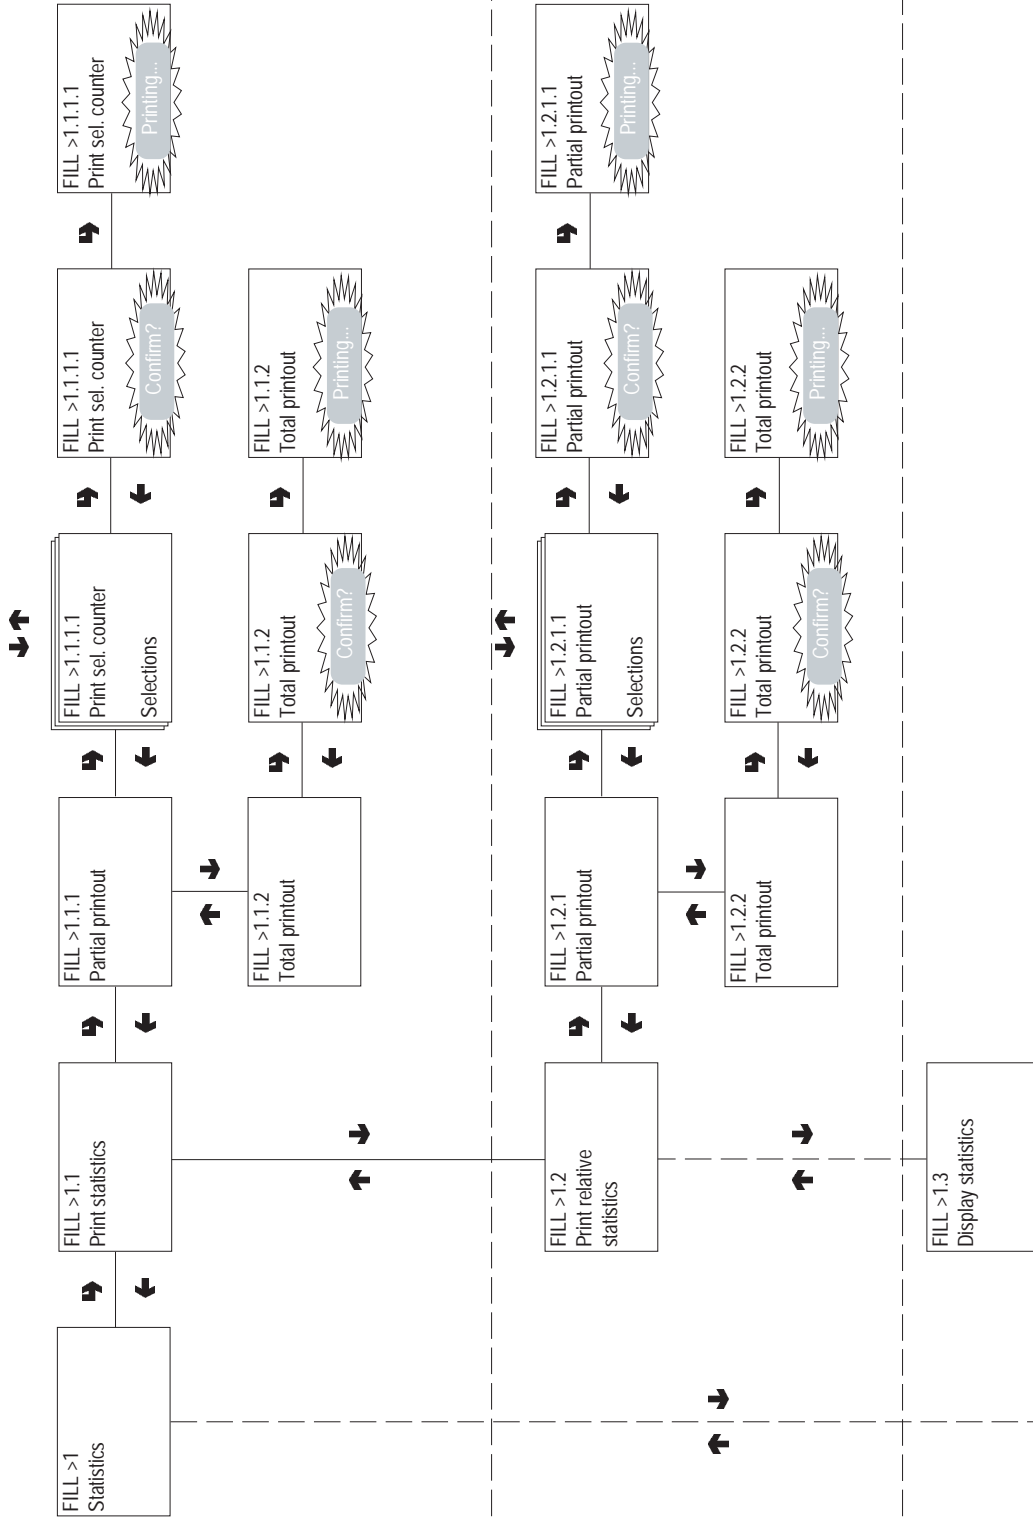 FILL >1
Statistics
FILL >1.1
Print statistics
FILL >1.1.1
Partial printout
FILL >1.1.1.1.1
Print sel. counter
Selections
FILL >1.1.1.1
Print sel. counter
Confirm?
FILL >1.1.1.1
Print sel. counter
Printing...
FILL >1.1.2
Total printout
FILL >1.1.2
Total printout
Confirm?
FILL >1.1.2
Total printout
Printing...
FILL >1.2
Print relative
statistics
FILL >1.2.1
Partial printout
FILL >1.2.1.1
Partial printout
Selections
FILL >1.2.1.1
Partial printout
Confirm?
FILL >1.2.1.1
Partial printout
Printing...
FILL >1.2.2
Total printout
FILL >1.2.2
Total printout
Confirm?
FILL >1.2.2
Total printout
Printing...
FILL >1.3
Display statistics